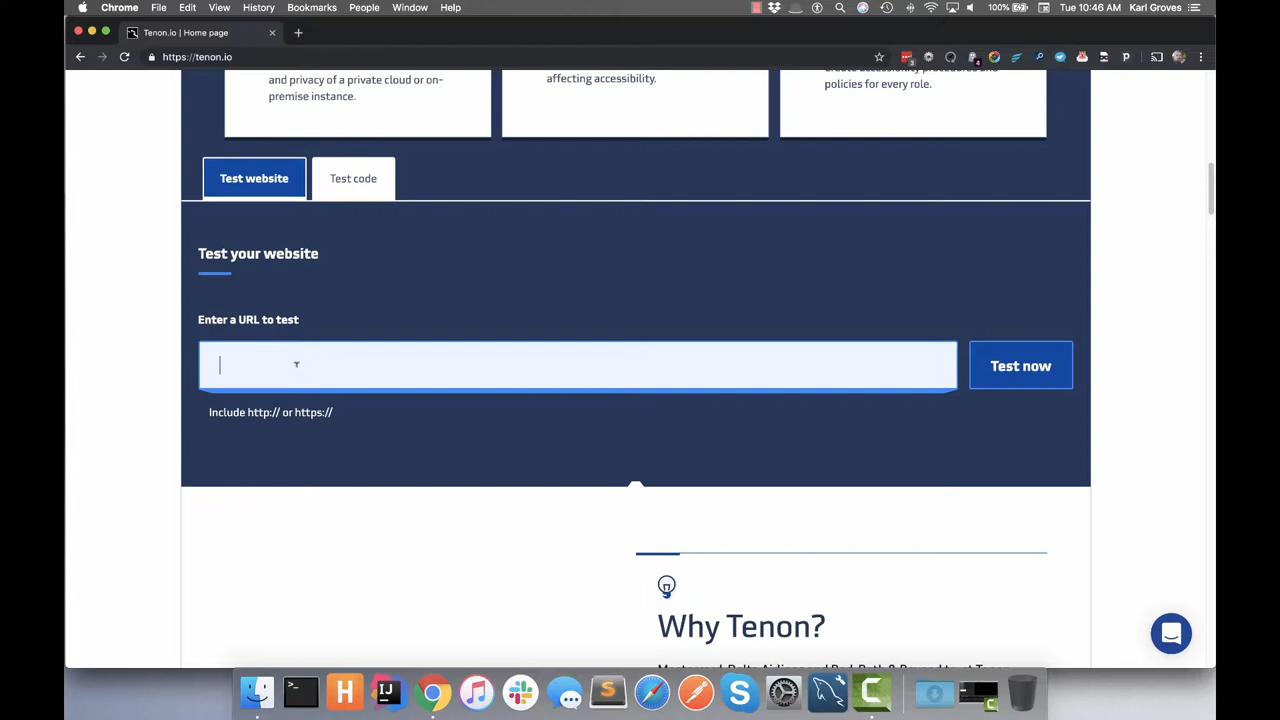 Chrome File Edit View History Bookmarks People Window Help
100% Tue 10:46 AM Karl Groves
Tenon.io | Home page
https://tenon.io
and privacy of a private cloud or on-
premise instance.
affecting accessibility.
policies for every role.
Test website
Test code
Test your website
Enter a URL to test
Test now
Include http:// or https://
Why Tenon?